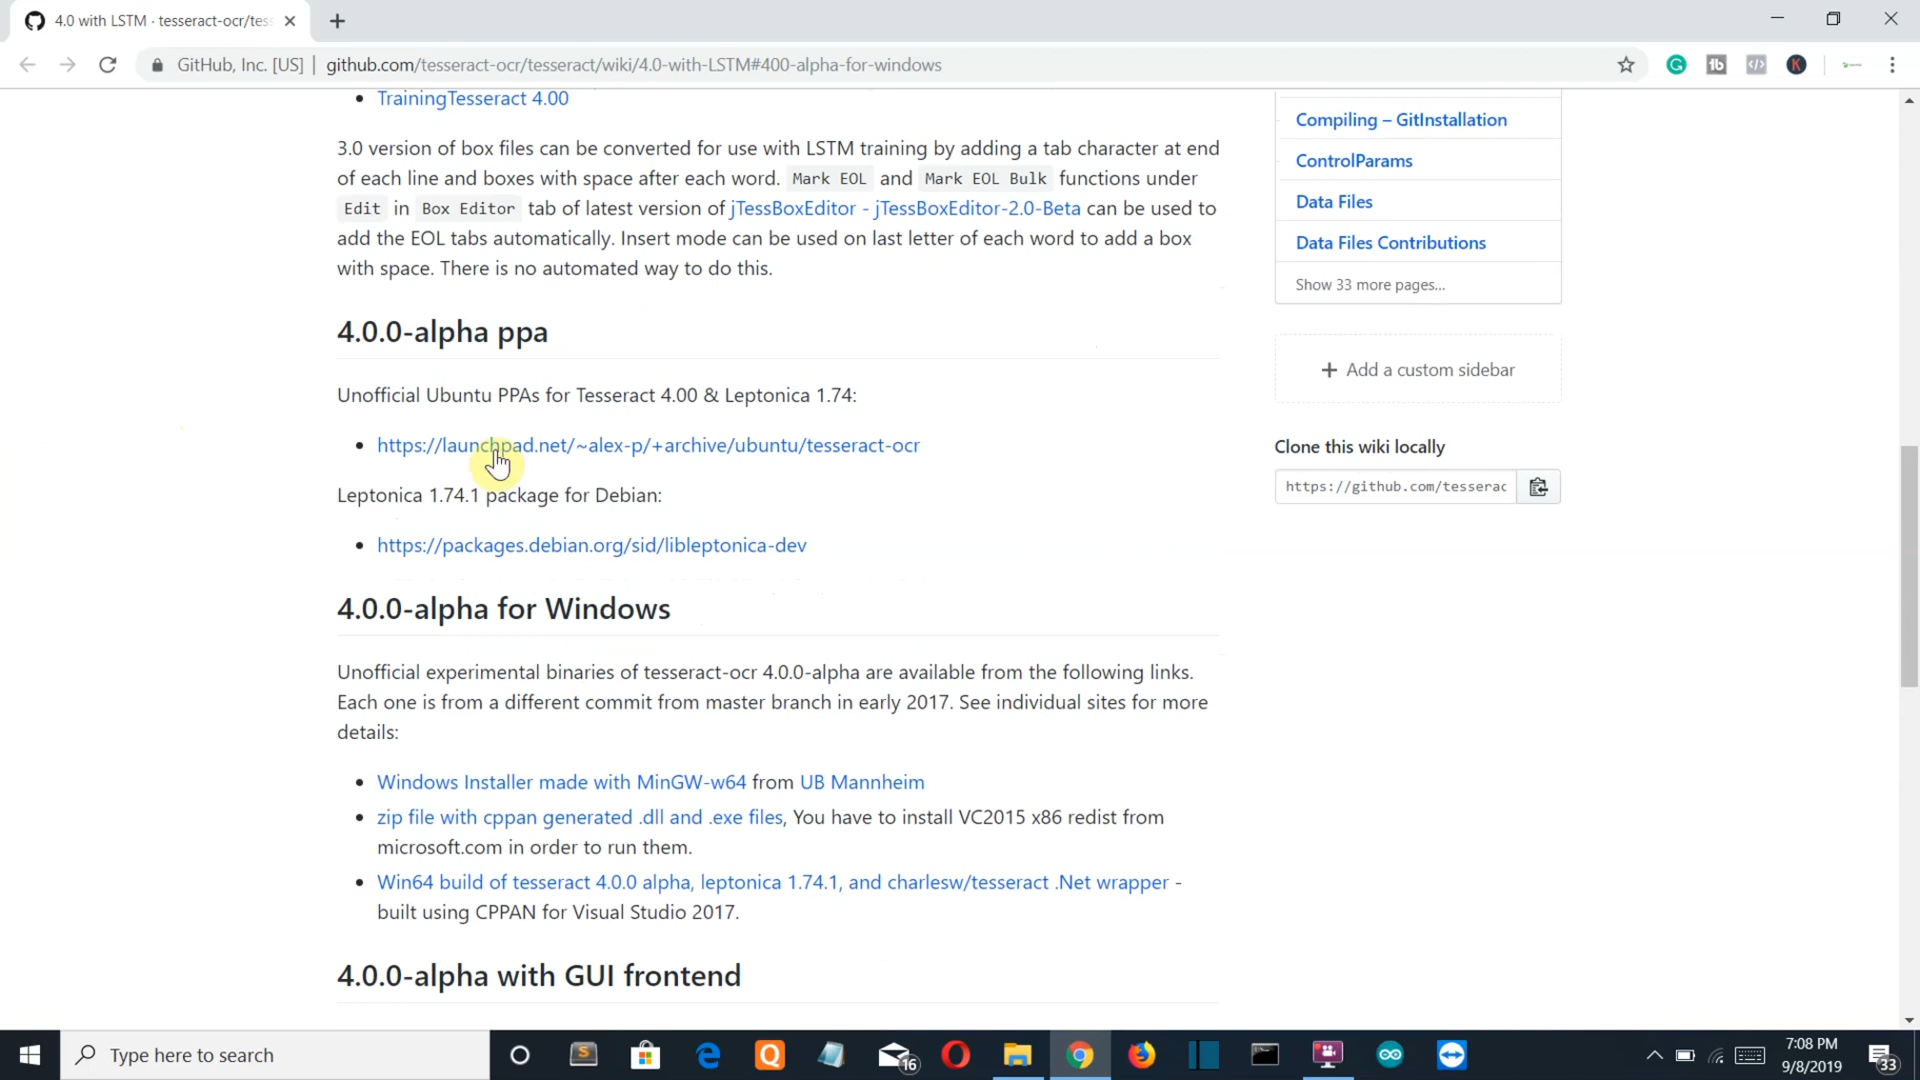 4.0 with LSTM · tesseract-ocr/tes
GitHub, Inc. [US] | github.com/tesseract-ocr/tesseract/wiki/4.0-with-LSTM#400-alpha-for-windows
• TrainingTesseract 4.00
3.0 version of box files can be converted for use with LSTM training by adding a tab character at end
of each line and boxes with space after each word. Mark EOL and Mark EOL Bulk functions under
Edit in Box Editor tab of latest version of jTessBoxEditor - jTessBoxEditor-2.0-Beta can be used to
add the EOL tabs automatically. Insert mode can be used on last letter of each word to add a box
with space. There is no automated way to do this.
4.0.0-alpha ppa
Unofficial Ubuntu PPAs for Tesseract 4.00 & Leptonica 1.74:
• https://launchpad.net/~alex-p/+archive/ubuntu/tesseract-ocr
Leptonica 1.74.1 package for Debian:
• https://packages.debian.org/sid/libleptonica-dev
4.0.0-alpha for Windows
Unofficial experimental binaries of tesseract-ocr 4.0.0-alpha are available from the following links.
Each one is from a different commit from master branch in early 2017. See individual sites for more
details:
• Windows Installer made with MinGW-w64 from UB Mannheim
• zip file with cppan generated .dll and .exe files, You have to install VC2015 x86 redist from
microsoft.com in order to run them.
• Win64 build of tesseract 4.0.0 alpha, leptonica 1.74.1, and charlesw/tesseract .Net wrapper -
built using CPPAN for Visual Studio 2017.
4.0.0-alpha with GUI frontend
Compiling – GitInstallation
ControlParams
Data Files
Data Files Contributions
Show 33 more pages...
+ Add a custom sidebar
Clone this wiki locally
https://github.com/tesserac
Type here to search
16
7:08 PM
9/8/2019
33